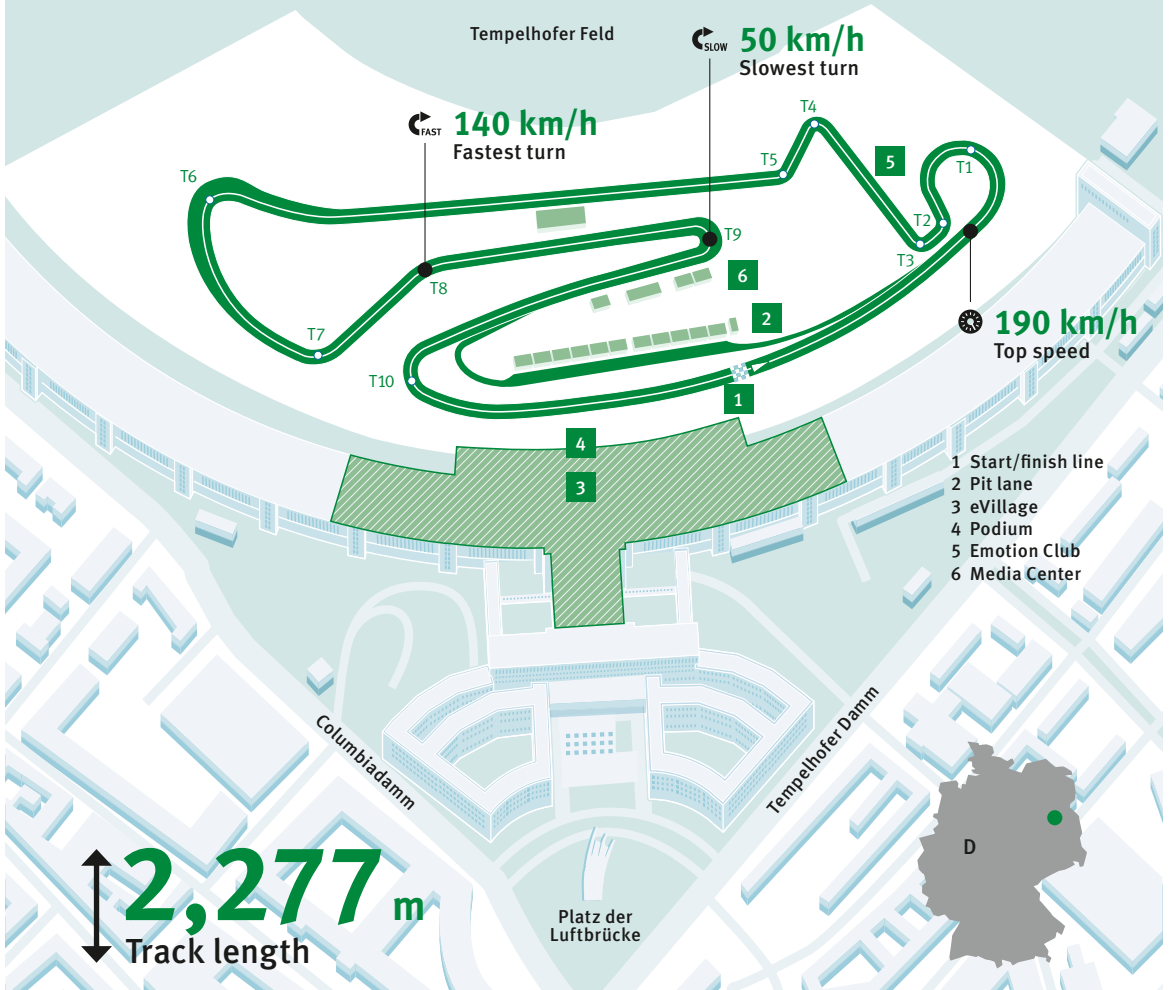 Tempelhofer Feld
SLOW
50 km/h
Slowest turn
FAST
140 km/h
Fastest turn
T4
5
T1
T5
T6
T2
T9
T3
6
T8
2
190 km/h
Top speed
T7
T10
1
4
3
1 Start/finish line
2 Pit lane
3 eVillage
4 Podium
5 Emotion Club
6 Media Center
Columbiadamm
Tempelhofer Damm
D
2,277 m
Track length
Platz der
Luftbrücke